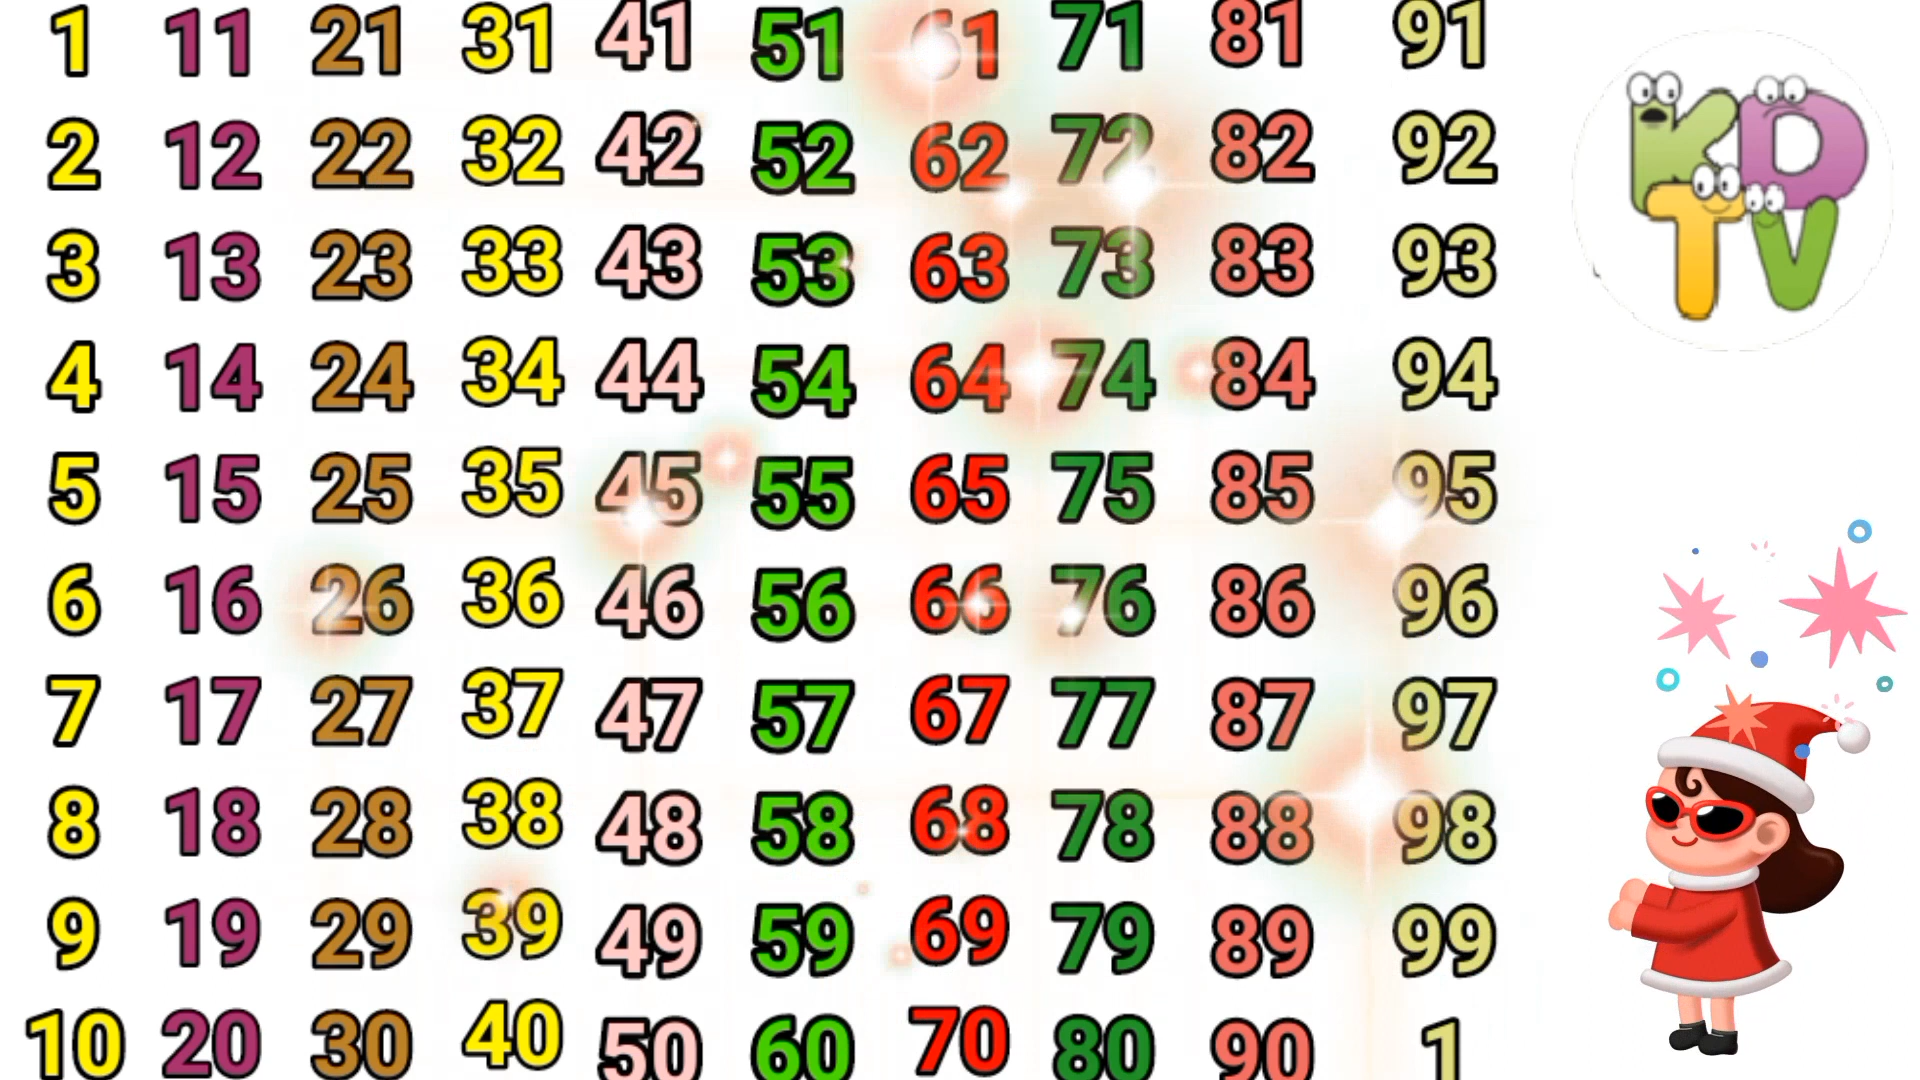 1 11 21 31 41 51 61 71 81 91
2 12 22 32 42 52 62 72 82 92
3 13 23 33 43 53 63 73 83 93
4 14 24 34 44 54 64 74 84 94
5 15 25 35 45 55 65 75 85 95
6 16 26 36 46 56 66 76 86 96
7 17 27 37 47 57 67 77 87 97
8 18 28 38 48 58 68 78 88 98
9 19 29 39 49 59 69 79 89 99
10 20 30 40 50 60 70 80 90 1
KD
TV